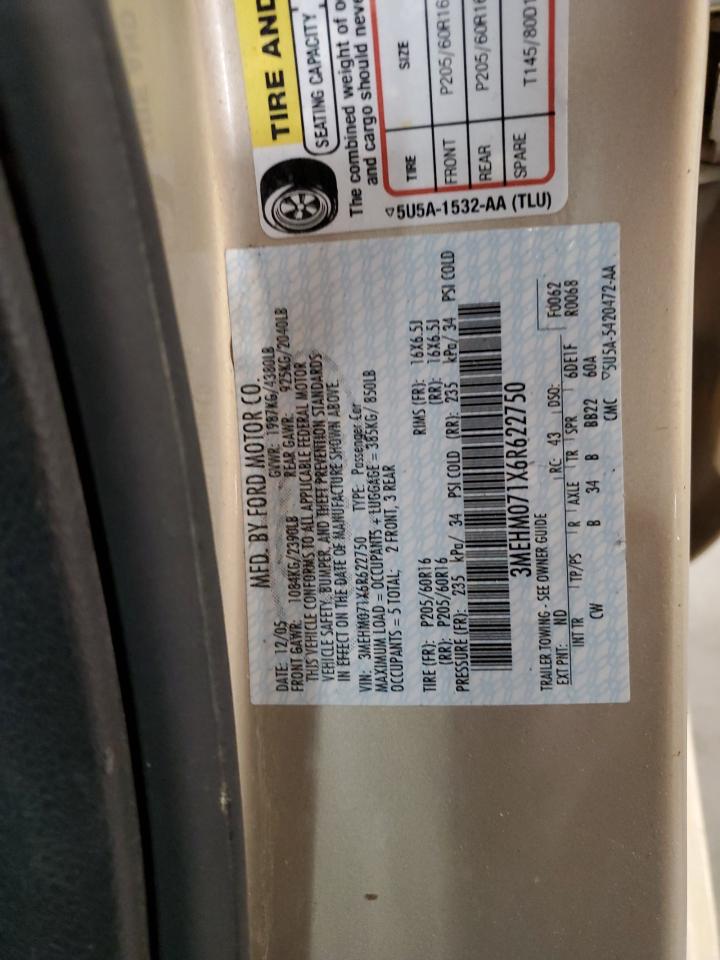 TIRE AND
SEATING CAPACITY
The combined weight of o
and cargo should neve
TIRE SIZE
FRONT P205/60R16
REAR P205/60R16
SPARE T145/80D1
5U5A-1532-AA (TLU)
MFD. BY FORD MOTOR CO.
DATE: 12/05 GVWR: 1987KG/4380LB
FRONT GAWR: 1084KG/2390LB REAR GAWR: 925KG/2040LB
THIS VEHICLE CONFORMS TO ALL APPLICABLE FEDERAL MOTOR
VEHICLE SAFETY, BUMPER, AND THEFT PREVENTION STANDARDS
IN EFFECT ON THE DATE OF MANUFACTURE SHOWN ABOVE.
VIN: 3MEHM071X6R622750 TYPE: Passenger Car
MAXIMUM LOAD = OCCUPANTS + LUGGAGE = 385KG/ 850LB
OCCUPANTS = 5 TOTAL: 2 FRONT, 3 REAR
TIRE (FR): P205/60R16 RIMS (FR): 16X6.5J
(RR): P205/60R16 (RR): 16X6.5J
PRESSURE (FR): 235 kPa/ 34 PSI COLD (RR): 235 kPa/ 34 PSI COLD
3MEHM071X6R622750
TRAILER TOWING - SEE OWNER GUIDE F0062
EXT PNT: ND RC: 43 DSO: R0068
INT TR TP/PS R AXLE TR SPR 6DE1F
CW B 34 B BB22 60A
CMC 5U5A-5420472-AA